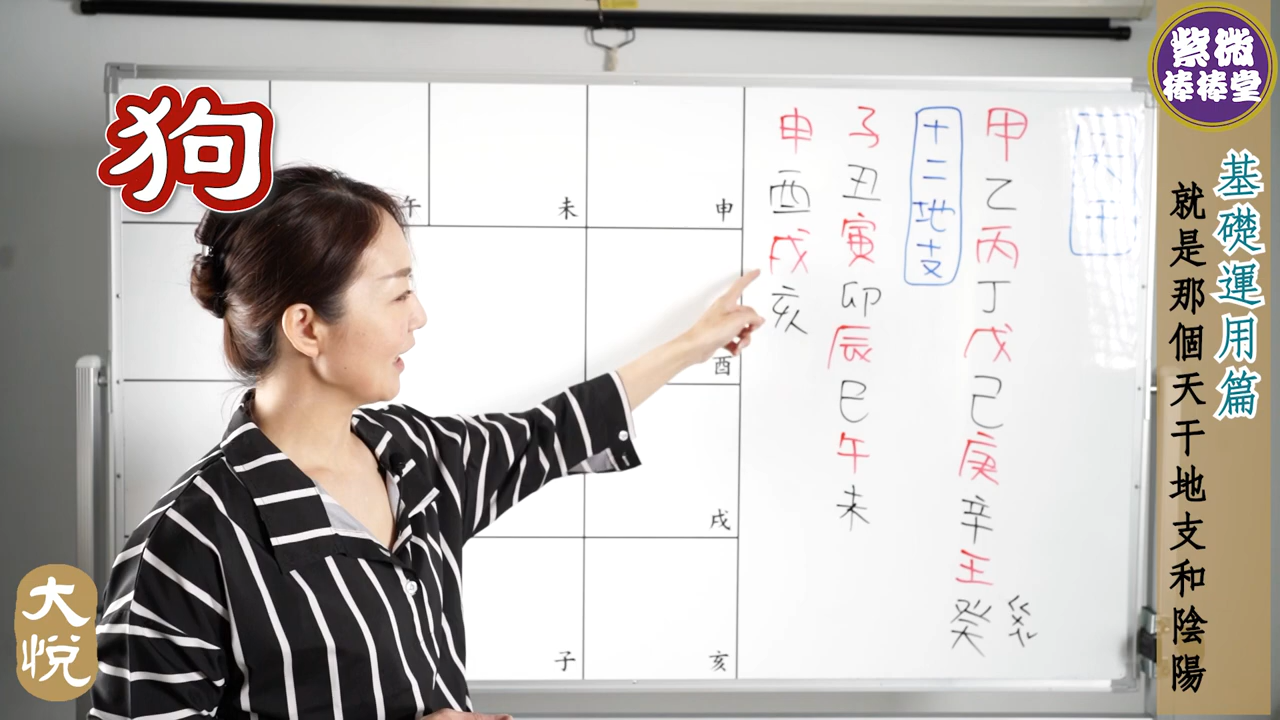 紫微
棒棒堂
基礎運用篇
就是那個天干地支和陰陽
狗
大悅
天干
甲乙丙丁戊己庚辛壬癸
ㄍㄨㄟˇ
十二地支
子丑寅卯辰巳午未
申酉戌亥
午
未
申
酉
戌
子
亥